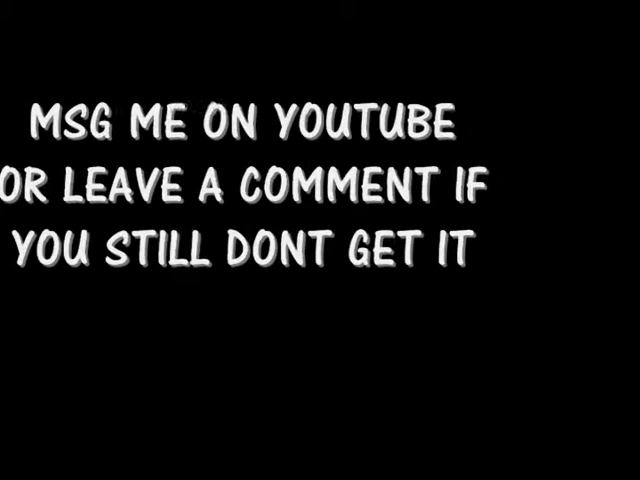 MSG ME ON YOUTUBE
OR LEAVE A COMMENT IF
YOU STILL DONT GET IT